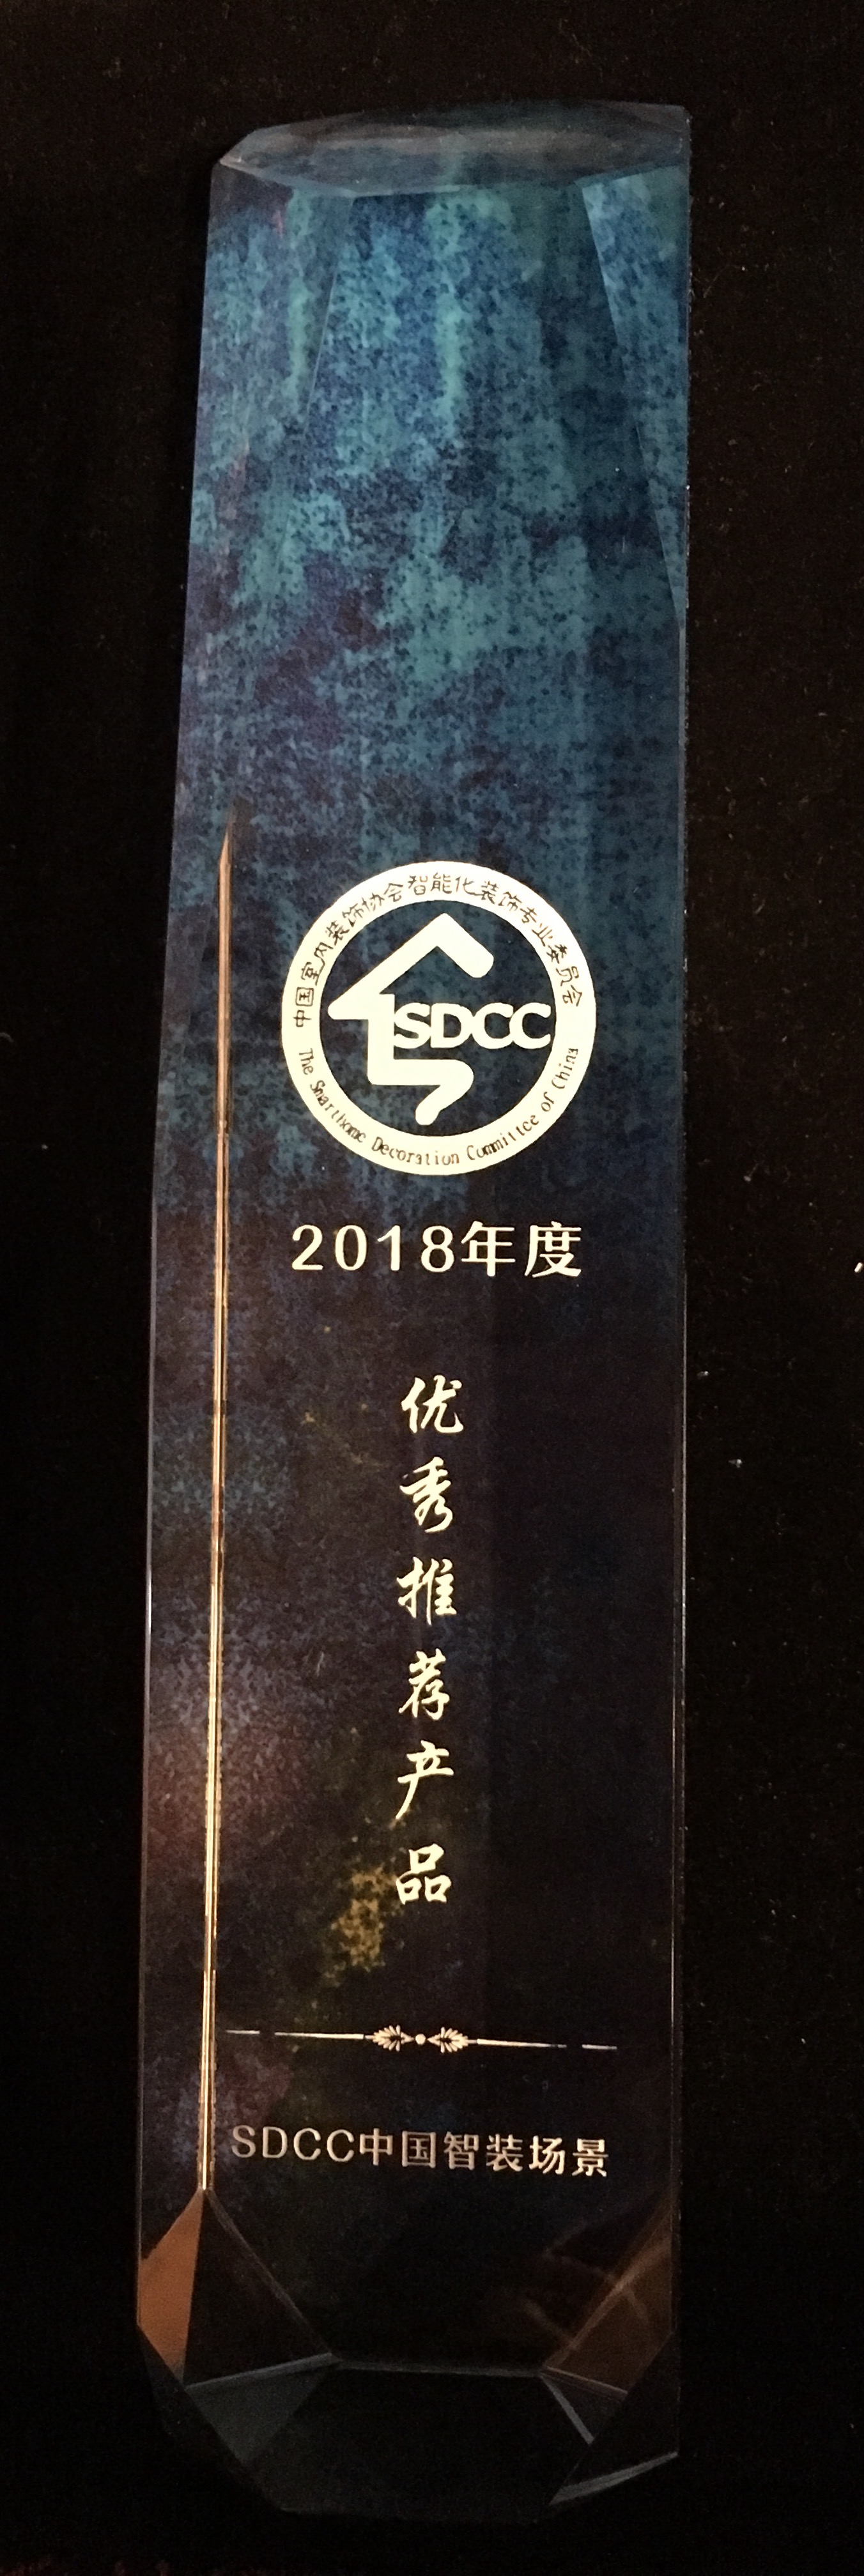 中国室内装饰协会智能化装饰专业委员会
SDCC
The Smarthome Decoration Committee of China
2018年度
优秀推荐产品
SDCC中国智装场景